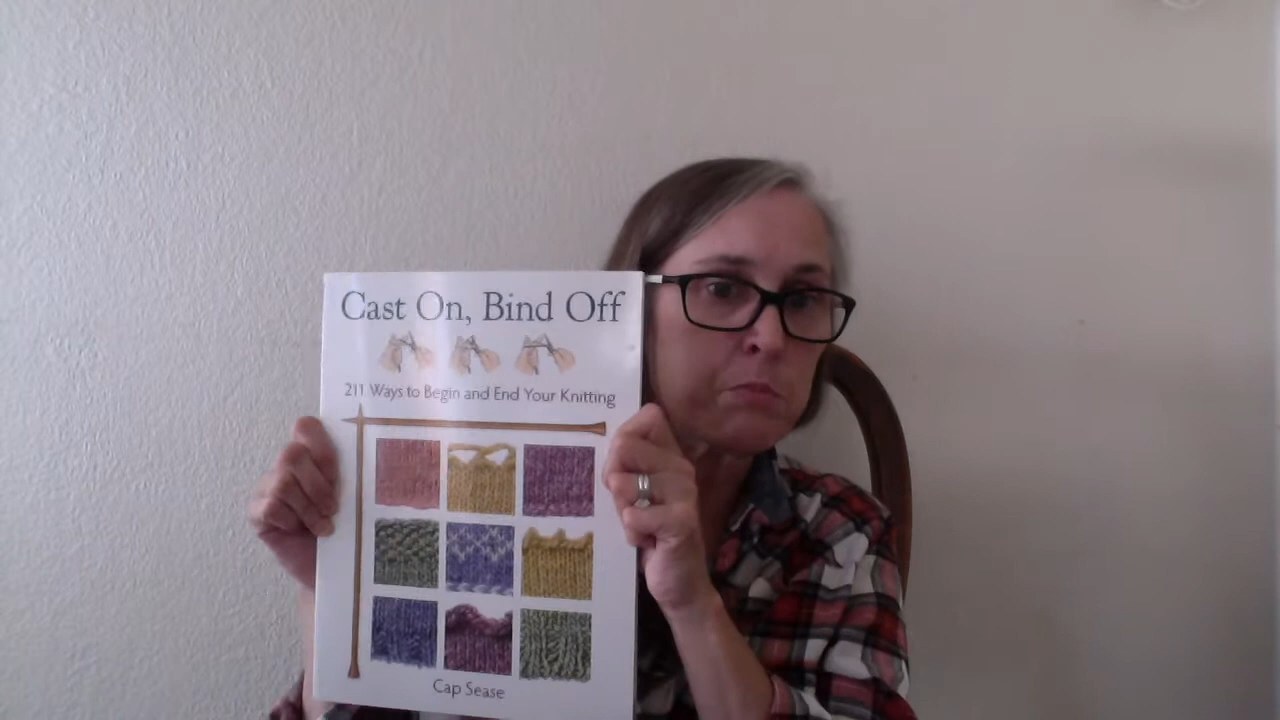 Cast On, Bind Off
211 Ways to Begin and End Your Knitting
Cap Sease